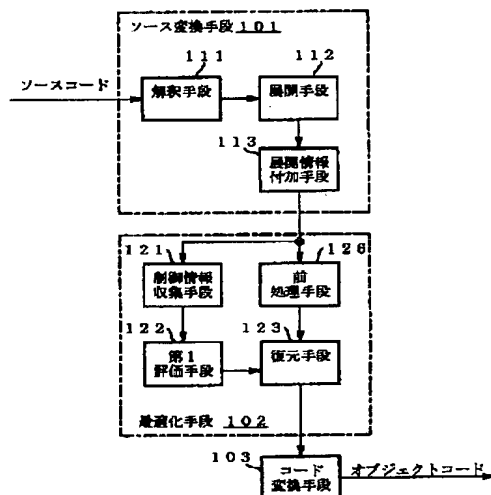 ソース変換手段 101
111
112
ソースコード
解釈手段
展開手段
113
展開情報
付加手段
121
126
制御情報
収集手段
前
処理手段
122
123
第1
評価手段
復元手段
最適化手段 102
103
コード
変換手段
オブジェクトコード